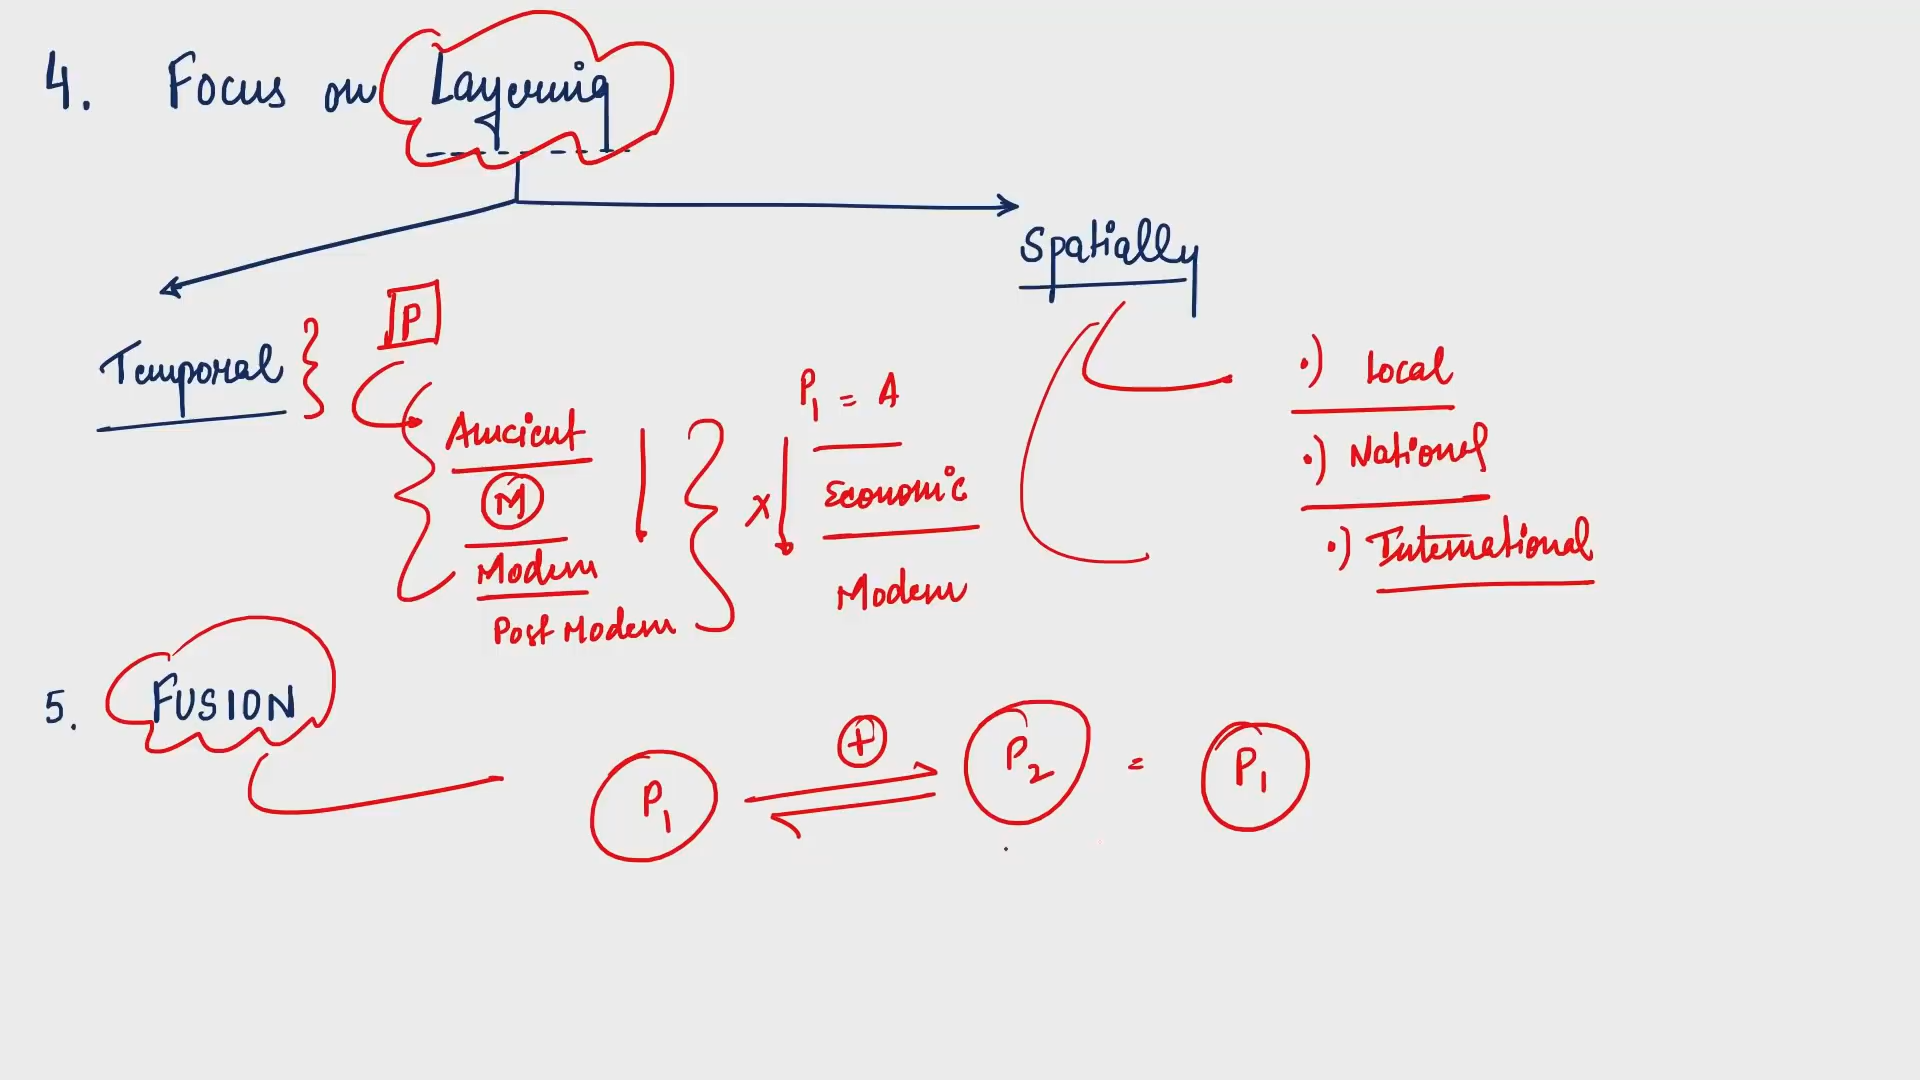 4. Focus on Layering
Spatially
Temporal } P
Ancient
M
Modern
Post Modern
P1 = A
x
Economic
Modern
.) Local
.) National
.) International
5. FUSION
P1 + P2 = P1